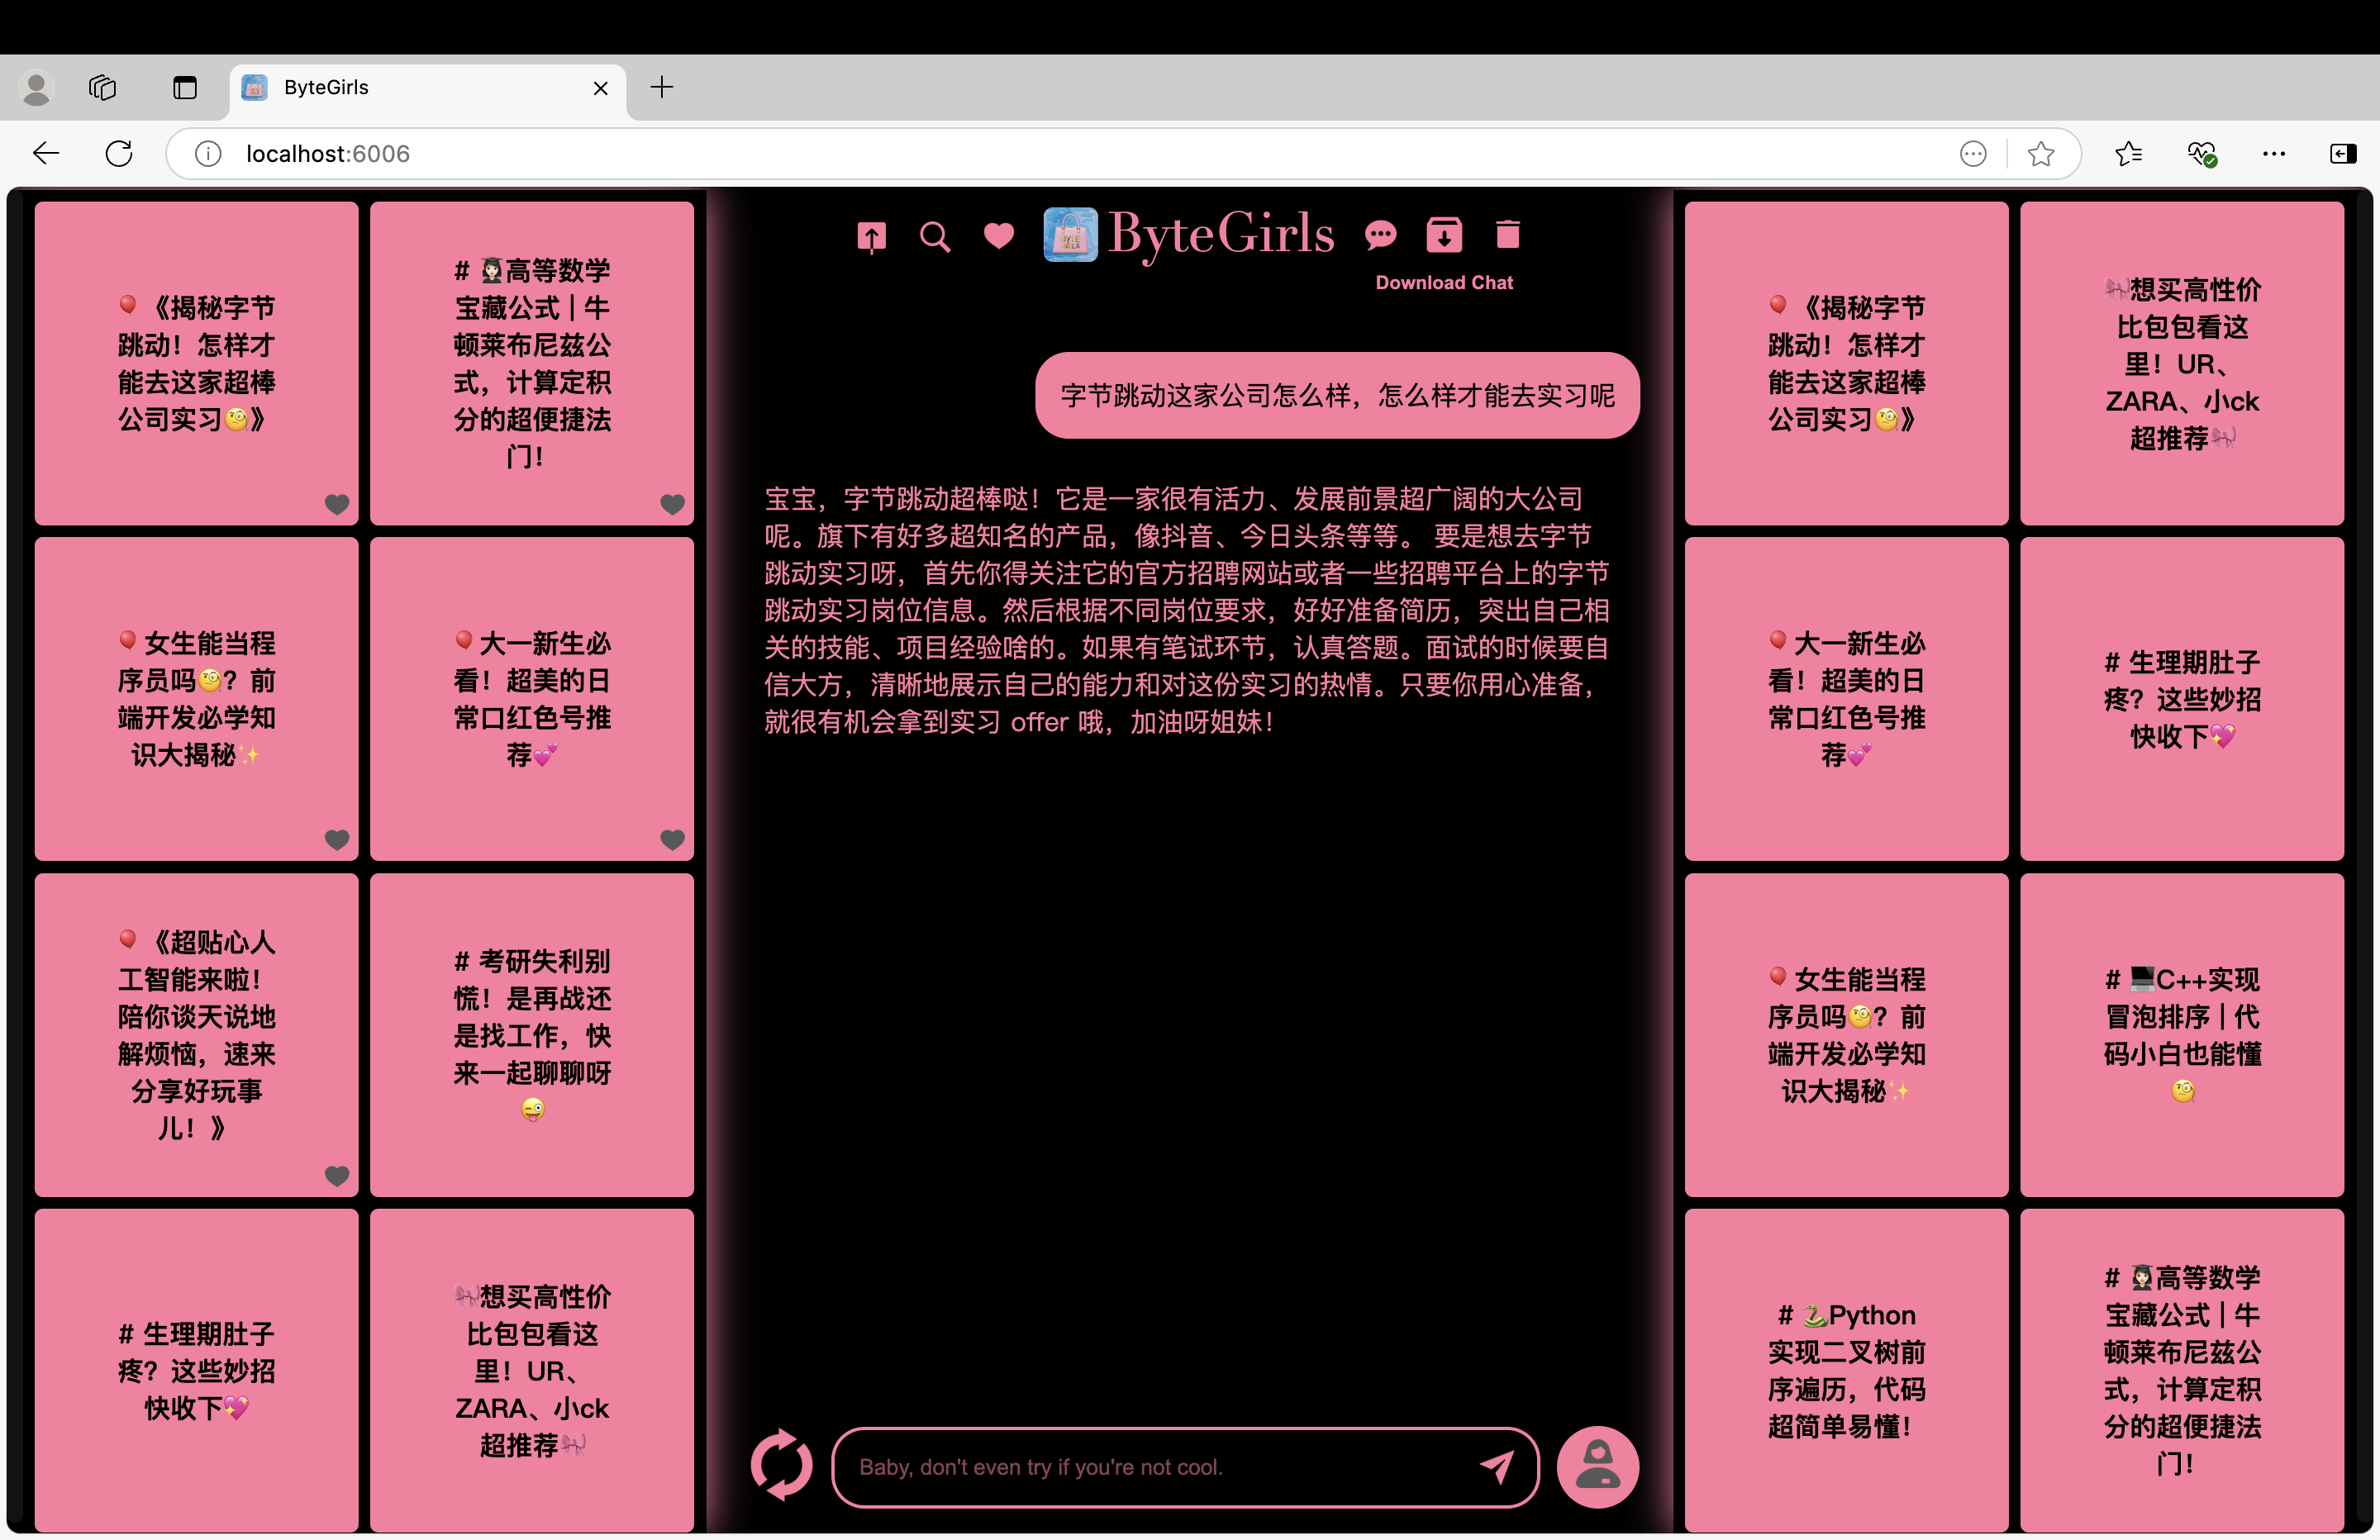 ByteGirls
localhost:6006
🎈《揭秘字节
跳动！怎样才
能去这家超棒
公司实习🧐》
# 👩🏻‍🎓高等数学
宝藏公式 | 牛
顿莱布尼兹公
式，计算定积
分的超便捷法
门！
🎈女生能当程
序员吗🧐？前
端开发必学知
识大揭秘✨
🎈大一新生必
看！超美的日
常口红色号推
荐💕
🎈《超贴心人
工智能来啦！
陪你谈天说地
解烦恼，速来
分享好玩事
儿！》
# 考研失利别
慌！是再战还
是找工作，快
来一起聊聊呀
😜
# 生理期肚子
疼？这些妙招
快收下💖
🎀想买高性价
比包包看这
里！UR、
ZARA、小ck
超推荐🎀
BYTE
GIRLS
ByteGirls
Download Chat
字节跳动这家公司怎么样，怎么样才能去实习呢
宝宝，字节跳动超棒哒！它是一家很有活力、发展前景超广阔的大公司
呢。旗下有好多超知名的产品，像抖音、今日头条等等。 要是想去字节
跳动实习呀，首先你得关注它的官方招聘网站或者一些招聘平台上的字节
跳动实习岗位信息。然后根据不同岗位要求，好好准备简历，突出自己相
关的技能、项目经验啥的。如果有笔试环节，认真答题。面试的时候要自
信大方，清晰地展示自己的能力和对这份实习的热情。只要你用心准备，
就很有机会拿到实习 offer 哦，加油呀姐妹！
Baby, don't even try if you're not cool.
🎈《揭秘字节
跳动！怎样才
能去这家超棒
公司实习🧐》
🎀想买高性价
比包包看这
里！UR、
ZARA、小ck
超推荐🎀
🎈大一新生必
看！超美的日
常口红色号推
荐💕
# 生理期肚子
疼？这些妙招
快收下💖
🎈女生能当程
序员吗🧐？前
端开发必学知
识大揭秘✨
# 💻C++实现
冒泡排序 | 代
码小白也能懂
🧐
# 🐍Python
实现二叉树前
序遍历，代码
超简单易懂！
# 👩🏻‍🎓高等数学
宝藏公式 | 牛
顿莱布尼兹公
式，计算定积
分的超便捷法
门！